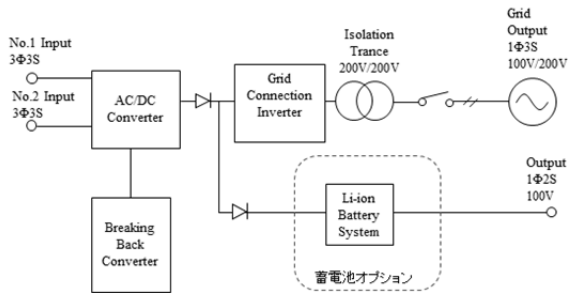 No.1 Input
3Φ3S
No.2 Input
3Φ3S
AC/DC
Converter
Breaking
Back
Converter
Grid
Connection
Inverter
Isolation
Trance
200V/200V
Grid
Output
1Φ3S
100V/200V
Li-ion
Battery
System
蓄電池オプション
Output
1Φ2S
100V